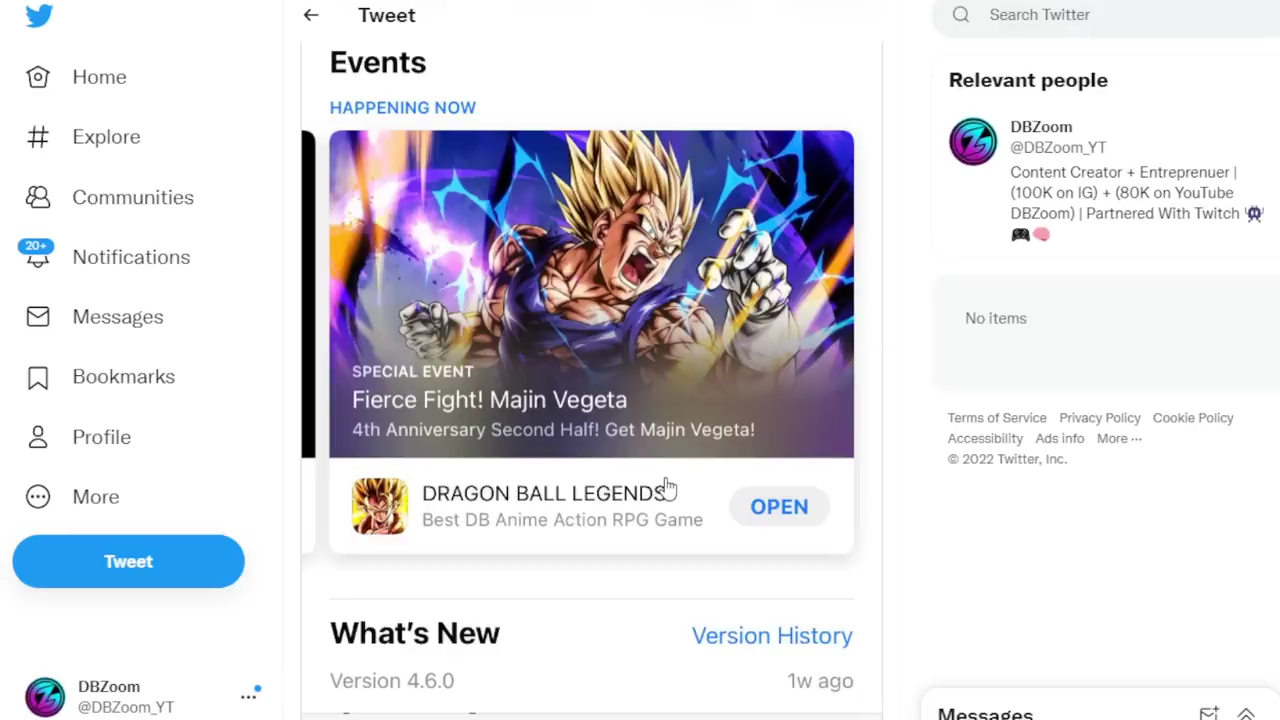 Home
Explore
Communities
20+
Notifications
Messages
Bookmarks
Profile
More
Tweet
DBZoom
@DBZoom_YT
Tweet
Events
HAPPENING NOW
SPECIAL EVENT
Fierce Fight! Majin Vegeta
4th Anniversary Second Half! Get Majin Vegeta!
DRAGON BALL LEGENDS
Best DB Anime Action RPG Game
OPEN
What's New
Version History
Version 4.6.0
1w ago
Search Twitter
Relevant people
DBZoom
@DBZoom_YT
Content Creator + Entreprenuer |
(100K on IG) + (80K on YouTube
DBZoom) | Partnered With Twitch
No items
Terms of Service Privacy Policy Cookie Policy
Accessibility Ads info More ···
© 2022 Twitter, Inc.
Messages